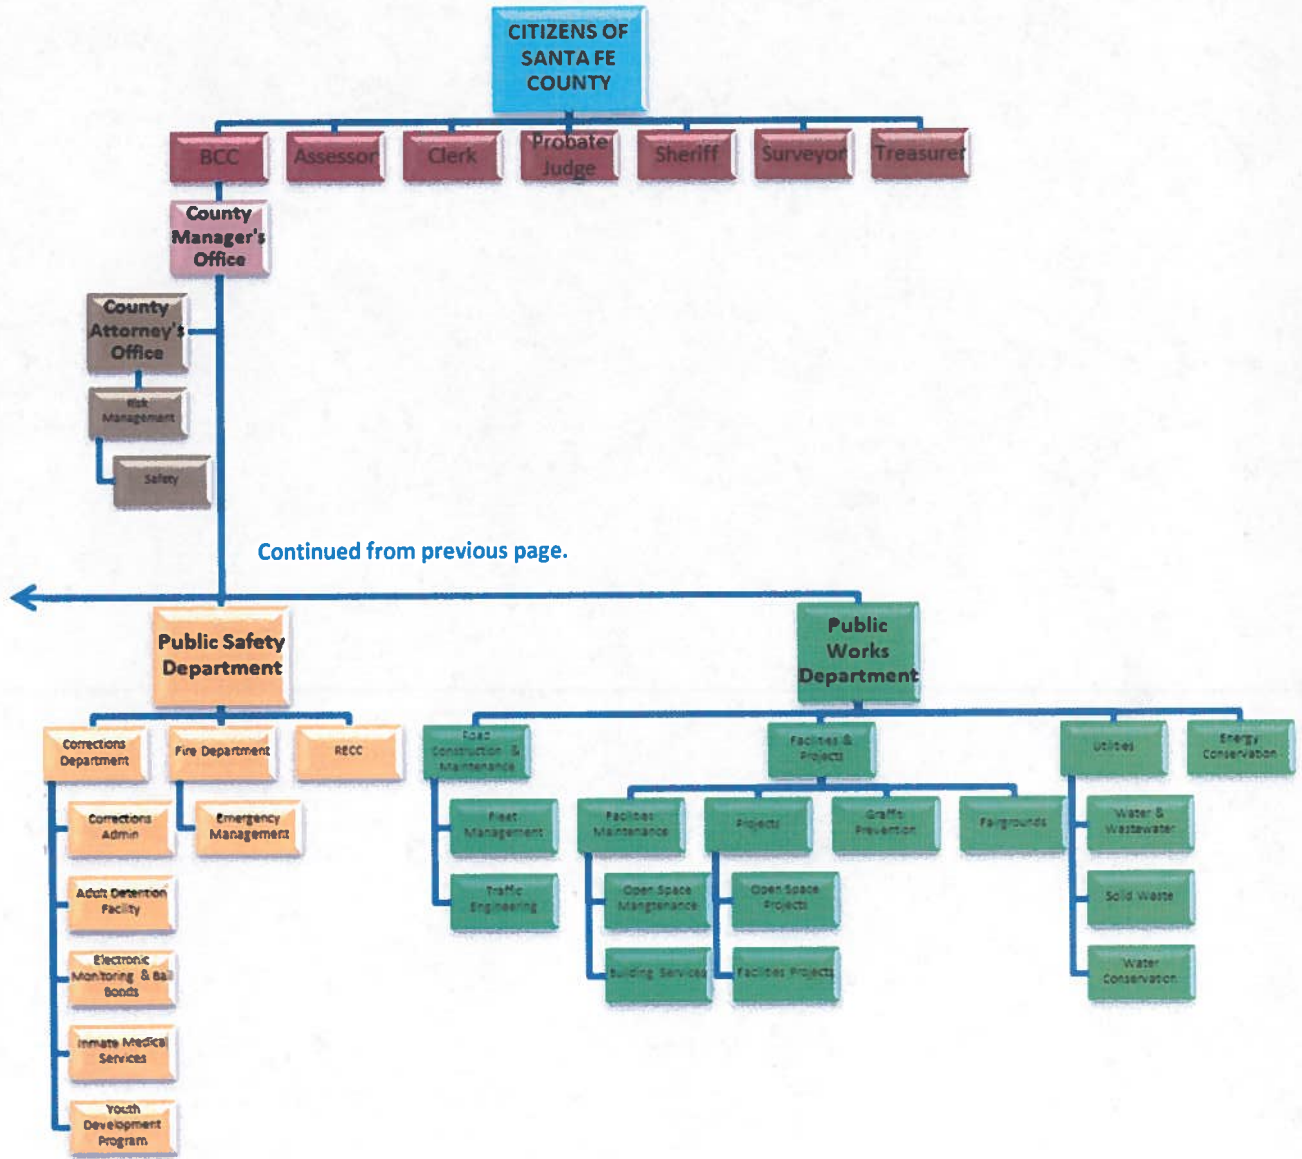 CITIZENS OF
SANTA FE
COUNTY
BCC
Assessor
Clerk
Probate
Judge
Sheriff
Surveyor
Treasurer
County
Manager's
Office
County
Attorney's
Office
Risk
Management
Safety
Continued from previous page.
Public Safety
Department
Public
Works
Department
Corrections
Department
Fire Department
RECC
Road
Construction &
Maintenance
Facilities &
Projects
Utilities
Energy
Conservation
Corrections
Admin
Emergency
Management
Fleet
Management
Facilities
Maintenance
Projects
Graffiti
Prevention
Fairgrounds
Water &
Wastewater
Adult Detention
Facility
Traffic
Engineering
Open Space
Mangtenance
Open Space
Projects
Solid Waste
Electronic
Monitoring & Bail
Bonds
Building Services
Facilities Projects
Water
Conservation
Inmate Medical
Services
Youth
Development
Program